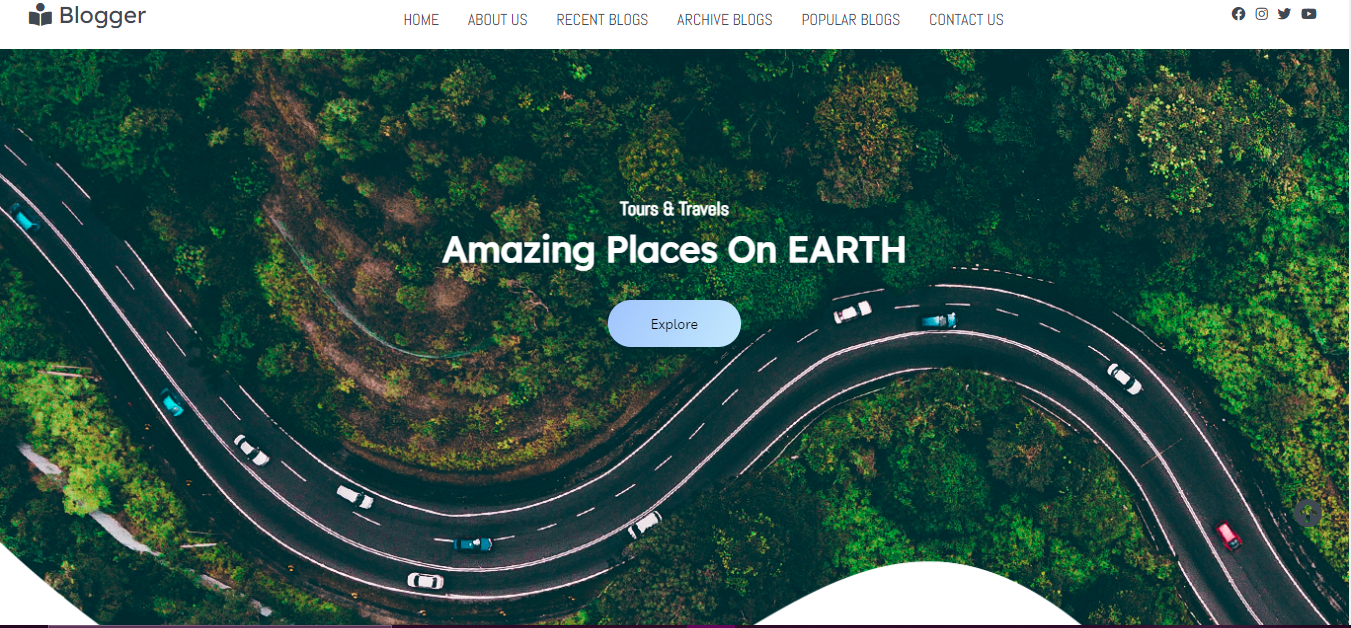 Blogger
HOME ABOUT US RECENT BLOGS ARCHIVE BLOGS POPULAR BLOGS CONTACT US
Tours & Travels
Amazing Places On EARTH
Explore